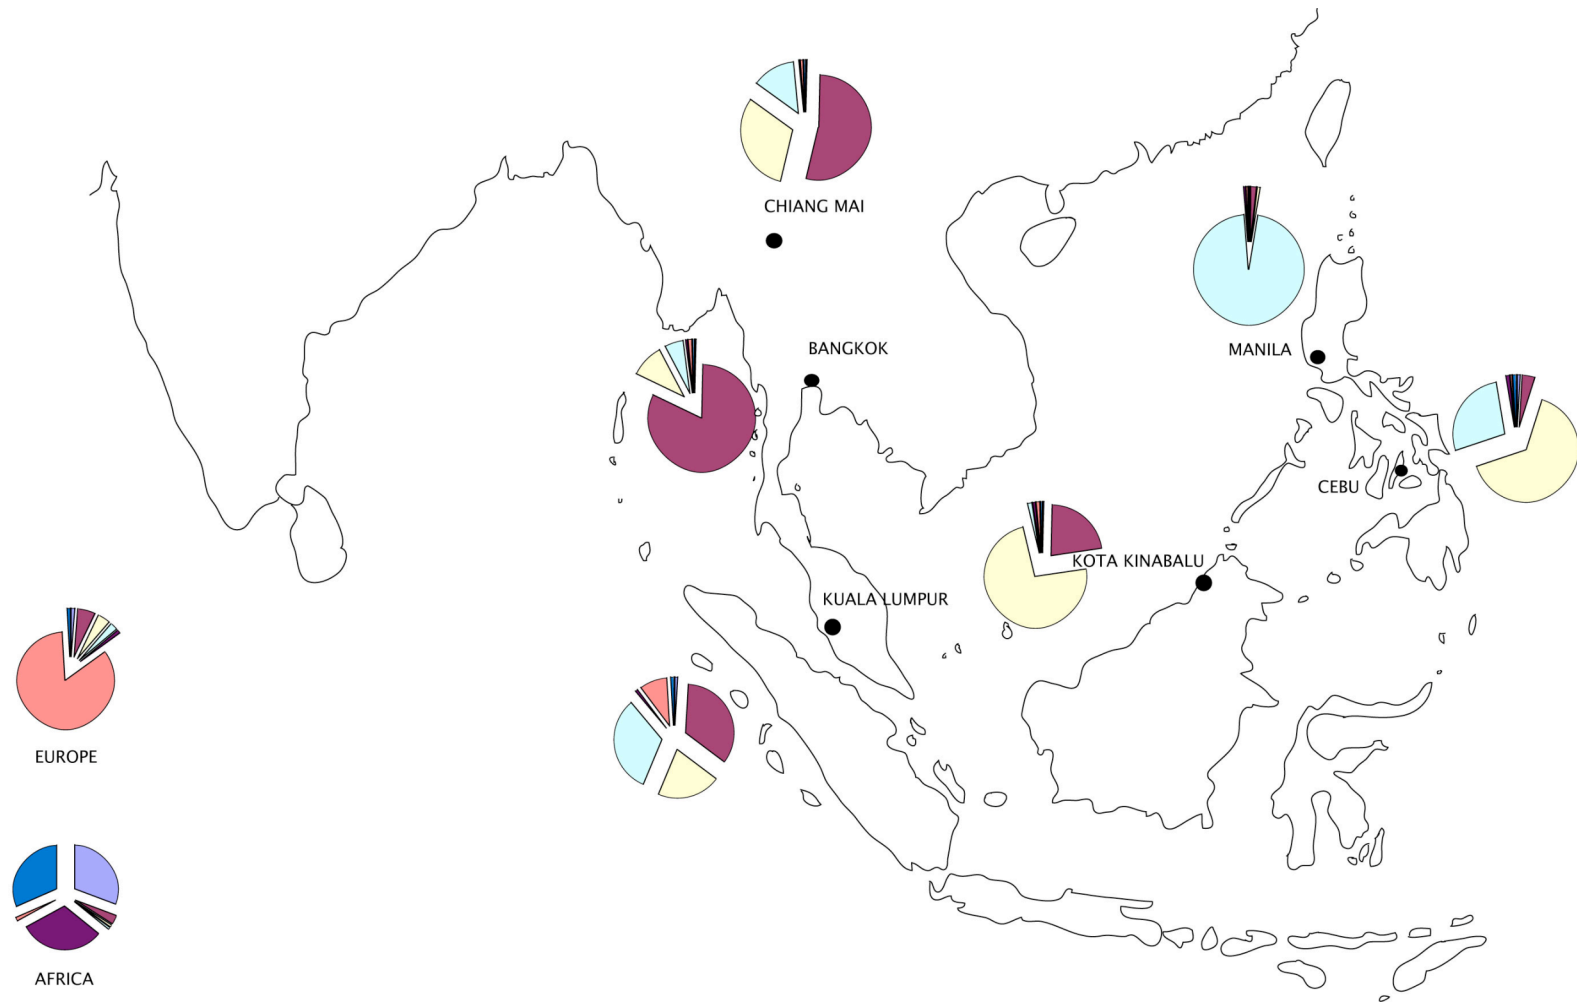 CHIANG MAI
BANGKOK
MANILA
CEBU
KOTA KINABALU
KUALA LUMPUR
EUROPE
AFRICA